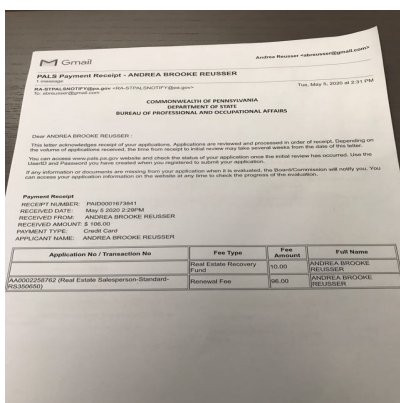 Gmail
Andrea Reusser <abreusser@gmail.com>
PALS Payment Receipt - ANDREA BROOKE REUSSER
1 message
RA-STPALSNOTIFY@pa.gov <RA-STPALSNOTIFY@pa.gov>
To: abreusser@gmail.com
Tue, May 5, 2020 at 2:31 PM
COMMONWEALTH OF PENNSYLVANIA
DEPARTMENT OF STATE
BUREAU OF PROFESSIONAL AND OCCUPATIONAL AFFAIRS
Dear ANDREA BROOKE REUSSER :
This letter acknowledges receipt of your applications. Applications are reviewed and processed in order of receipt. Depending on
the volume of applications received, the time from receipt to initial review may take several weeks from the date of this letter.
You can access www.pals.pa.gov website and check the status of your application once the initial review has occurred. Use the
UserID and Password you have created when you registered to submit your application.
If any information or documents are missing from your application when it is evaluated, the Board/Commission will notify you. You
can access your application information on the website at any time to check the progress of this evaluation.
Payment Receipt
RECEIPT NUMBER: PAID0001673841
RECEIVED DATE: May 5 2020 2:29PM
RECEIVED FROM: ANDREA BROOKE REUSSER
RECEIVED AMOUNT: $ 106.00
PAYMENT TYPE: Credit Card
APPLICANT NAME: ANDREA BROOKE REUSSER
Application No / Transaction No Fee Type Fee Amount Full Name
Real Estate Recovery Fund 10.00 ANDREA BROOKE REUSSER
AA0002256762 (Real Estate Salesperson-Standard-RS350650) Renewal Fee 96.00 ANDREA BROOKE REUSSER